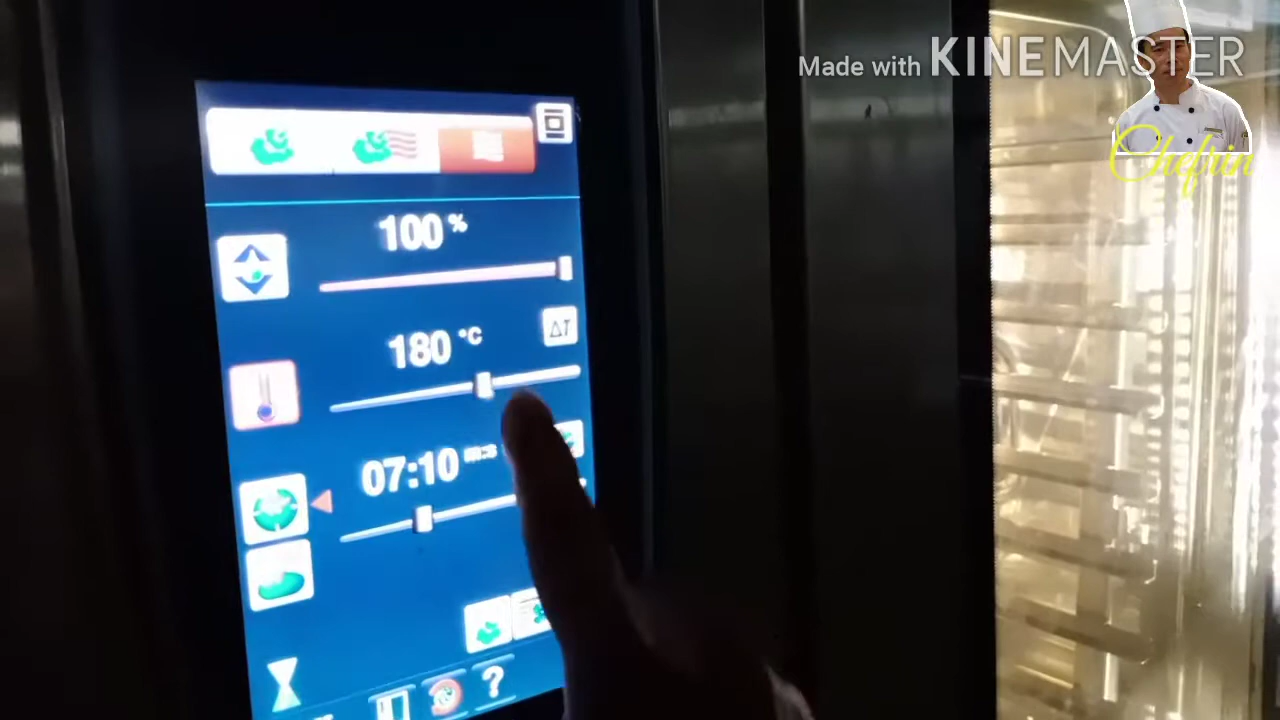 Made with KINEMASTER
Chefrin
100 %
180 °C
ΔT
07:10 m:s
?